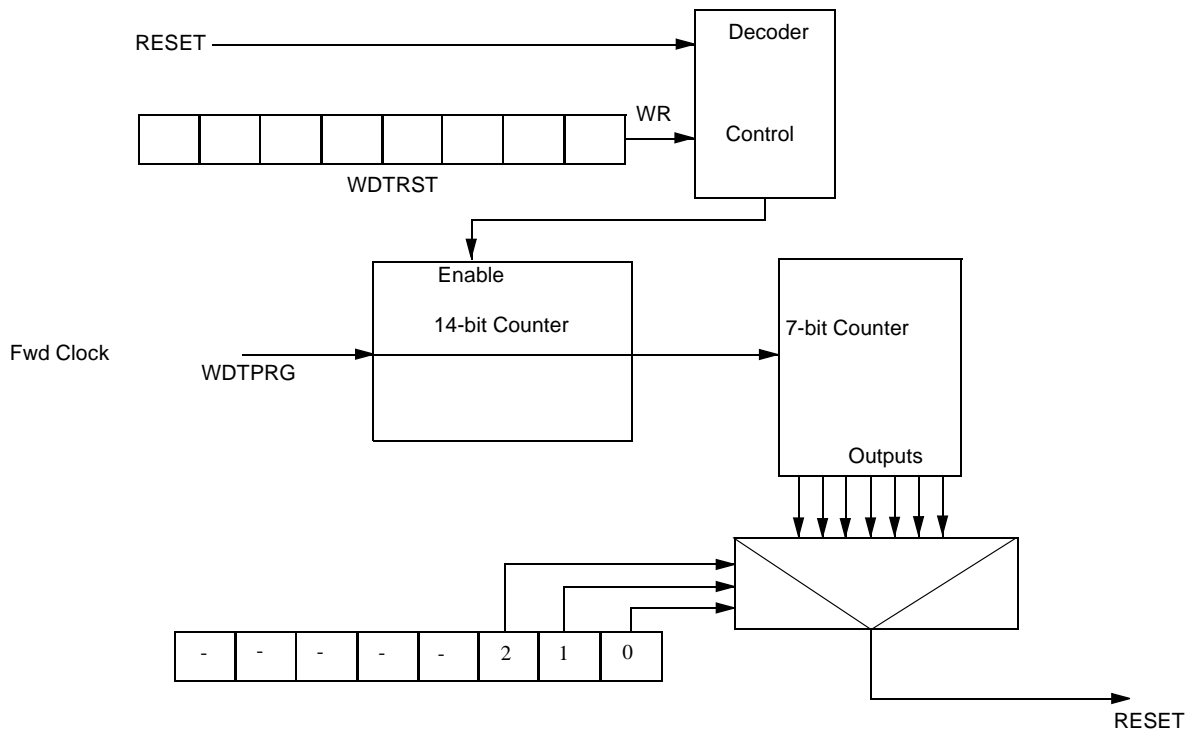 Decoder
RESET
WR
Control
WDTRST
Enable
14-bit Counter
7-bit Counter
Fwd Clock
WDTPRG
Outputs
- - - - - 2 1 0
RESET